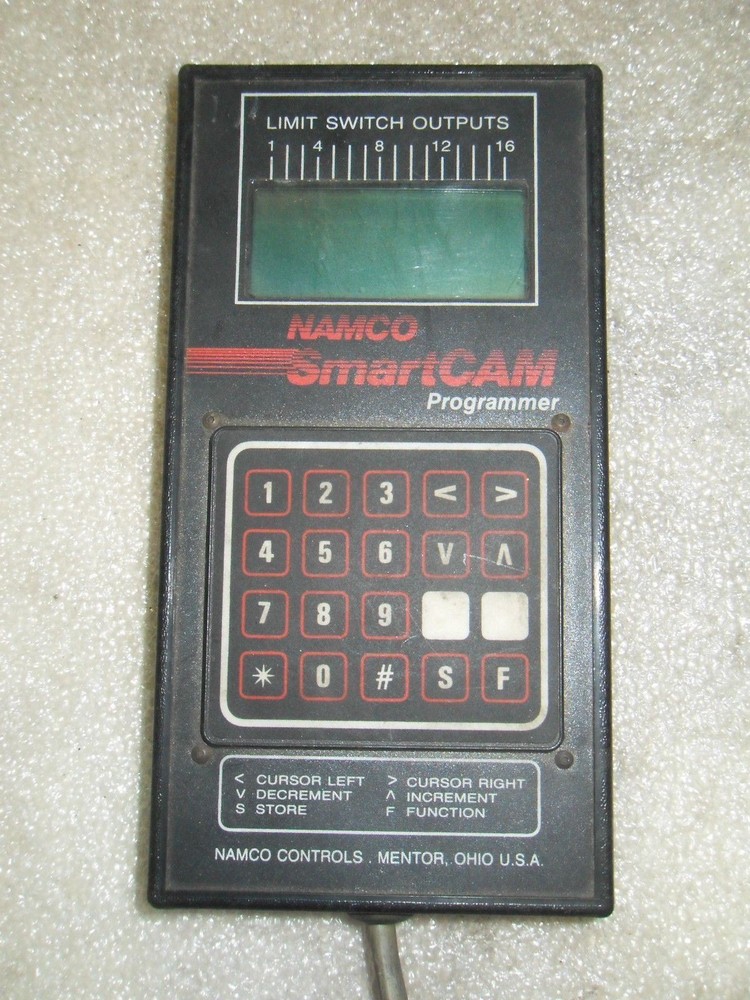 LIMIT SWITCH OUTPUTS
1 4 8 12 16
NAMCO
SmartCAM
Programmer
1 2 3 < >
4 5 6 V Λ
7 8 9
* 0 # S F
< CURSOR LEFT > CURSOR RIGHT
V DECREMENT Λ INCREMENT
S STORE F FUNCTION
NAMCO CONTROLS . MENTOR, OHIO U.S.A.